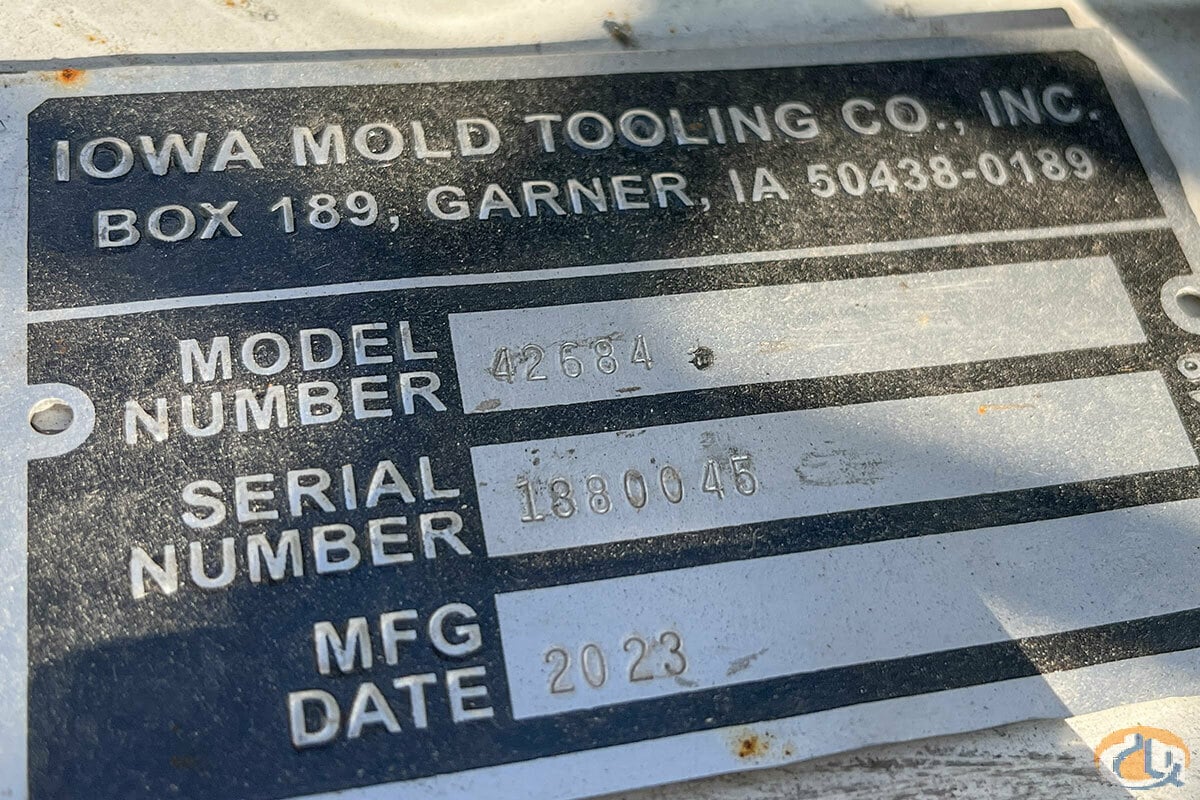 IOWA MOLD TOOLING CO., INC.
BOX 189, GARNER, IA 50438-0189
MODEL
NUMBER
42684
SERIAL
NUMBER
1380045
MFG
DATE
2023